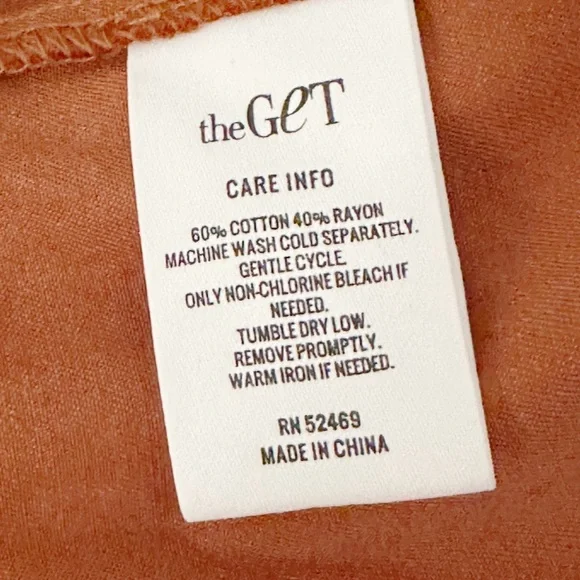 theGeT
CARE INFO
60% COTTON 40% RAYON
MACHINE WASH COLD SEPARATELY.
GENTLE CYCLE.
ONLY NON-CHLORINE BLEACH IF
NEEDED.
TUMBLE DRY LOW.
REMOVE PROMPTLY.
WARM IRON IF NEEDED.
RN 52469
MADE IN CHINA